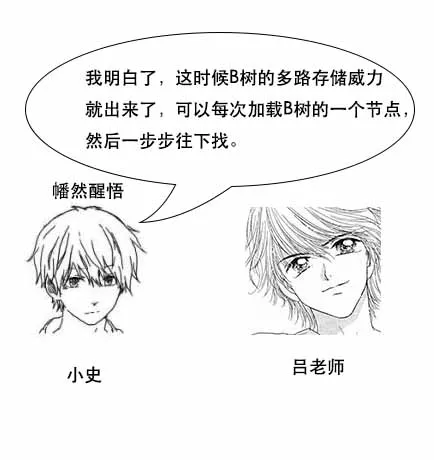 我明白了，这时候B树的多路存储威力
就出来了，可以每次加载B树的一个节点，
然后一步步往下找。
幡然醒悟
小史
吕老师